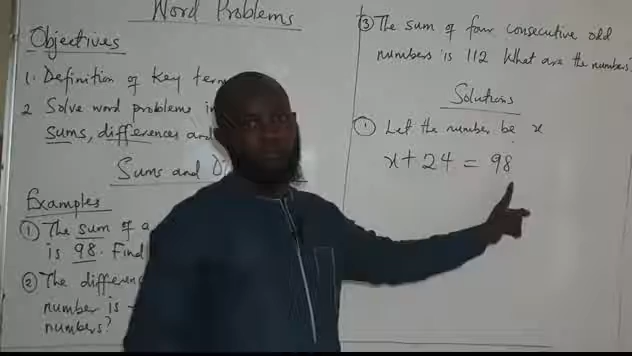 Word Problems
Objectives
1. Definition of Key
2 Solve word problems
sums, differences and
Sums and
Examples
① The sum of a
is 98. Find
② The
number is
numbers?
③ The sum of four consecutive odd
numbers is 112 What are the numbers?
Solutions
① Let the number be x
x + 24 = 98